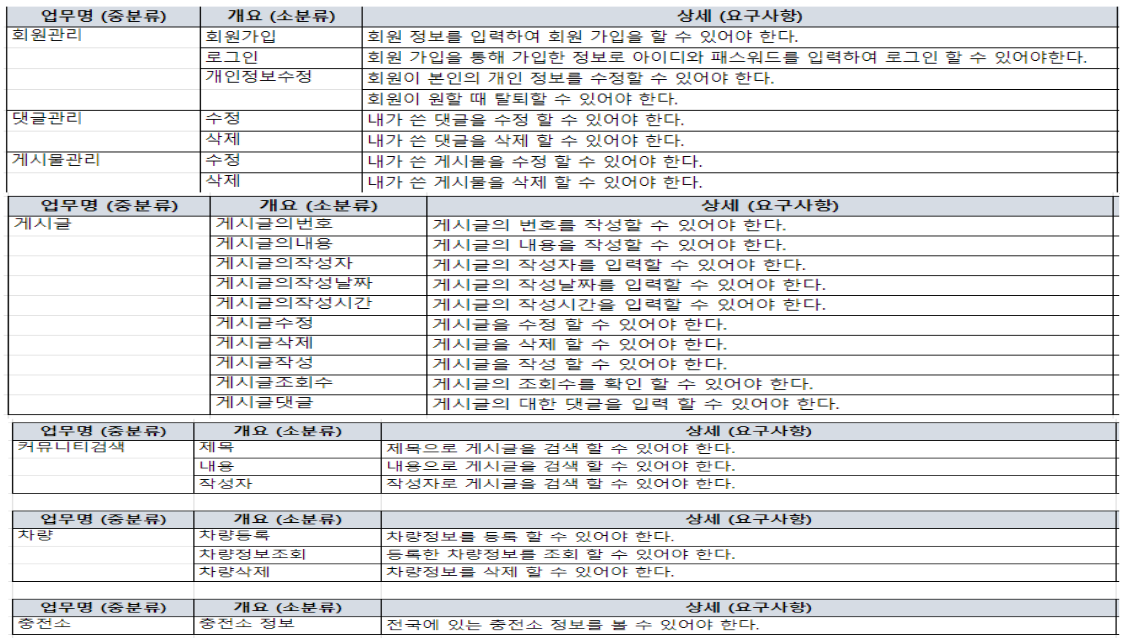 업무명 (중분류) 개요 (소분류) 상세 (요구사항)
회원관리 회원가입 회원 정보를 입력하여 회원 가입을 할 수 있어야 한다.
로그인 회원 가입을 통해 가입한 정보로 아이디와 패스워드를 입력하여 로그인 할 수 있어야한다.
개인정보수정 회원이 본인의 개인 정보를 수정할 수 있어야 한다.
회원이 원할 때 탈퇴할 수 있어야 한다.
댓글관리 수정 내가 쓴 댓글을 수정 할 수 있어야 한다.
삭제 내가 쓴 댓글을 삭제 할 수 있어야 한다.
게시물관리 수정 내가 쓴 게시물을 수정 할 수 있어야 한다.
삭제 내가 쓴 게시물을 삭제 할 수 있어야 한다.
업무명 (중분류) 개요 (소분류) 상세 (요구사항)
게시글 게시글의번호 게시글의 번호를 작성할 수 있어야 한다.
게시글의내용 게시글의 내용을 작성할 수 있어야 한다.
게시글의작성자 게시글의 작성자를 입력할 수 있어야 한다.
게시글의작성날짜 게시글의 작성날짜를 입력할 수 있어야 한다.
게시글의작성시간 게시글의 작성시간을 입력할 수 있어야 한다.
게시글수정 게시글을 수정 할 수 있어야 한다.
게시글삭제 게시글을 삭제 할 수 있어야 한다.
게시글작성 게시글을 작성 할 수 있어야 한다.
게시글조회수 게시글의 조회수를 확인 할 수 있어야 한다.
게시글댓글 게시글의 대한 댓글을 입력 할 수 있어야 한다.
업무명 (중분류) 개요 (소분류) 상세 (요구사항)
커뮤니티검색 제목 제목으로 게시글을 검색 할 수 있어야 한다.
내용 내용으로 게시글을 검색 할 수 있어야 한다.
작성자 작성자로 게시글을 검색 할 수 있어야 한다.
업무명 (중분류) 개요 (소분류) 상세 (요구사항)
차량 차량등록 차량정보를 등록 할 수 있어야 한다.
차량정보조회 등록한 차량정보를 조회 할 수 있어야 한다.
차량삭제 차량정보를 삭제 할 수 있어야 한다.
업무명 (중분류) 개요 (소분류) 상세 (요구사항)
충전소 충전소 정보 전국에 있는 충전소 정보를 볼 수 있어야 한다.